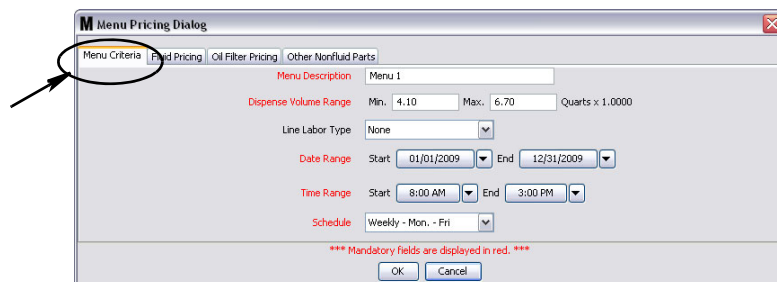 M Menu Pricing Dialog
Menu Criteria Fluid Pricing Oil Filter Pricing Other Nonfluid Parts
Menu Description Menu 1
Dispense Volume Range Min. 4.10 Max. 6.70 Quarts x 1.0000
Line Labor Type None
Date Range Start 01/01/2009 End 12/31/2009
Time Range Start 8:00 AM End 3:00 PM
Schedule Weekly - Mon. - Fri
*** Mandatory fields are displayed in red. ***
OK Cancel